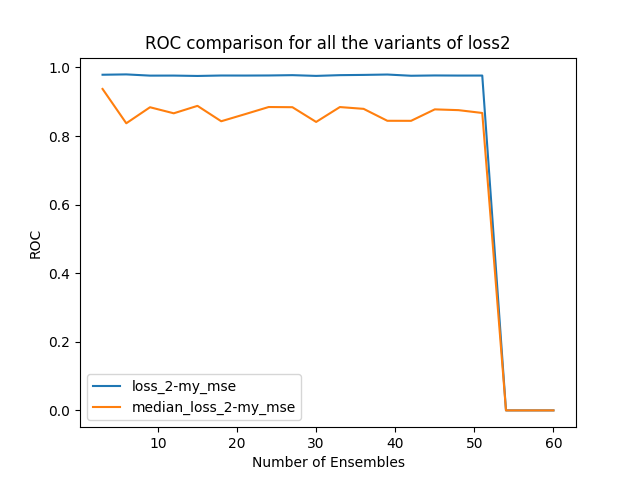 ROC comparison for all the variants of loss2
1.0
0.8
0.6
0.4
0.2
0.0
ROC
loss_2-my_mse
median_loss_2-my_mse
10 20 30 40 50 60
Number of Ensembles